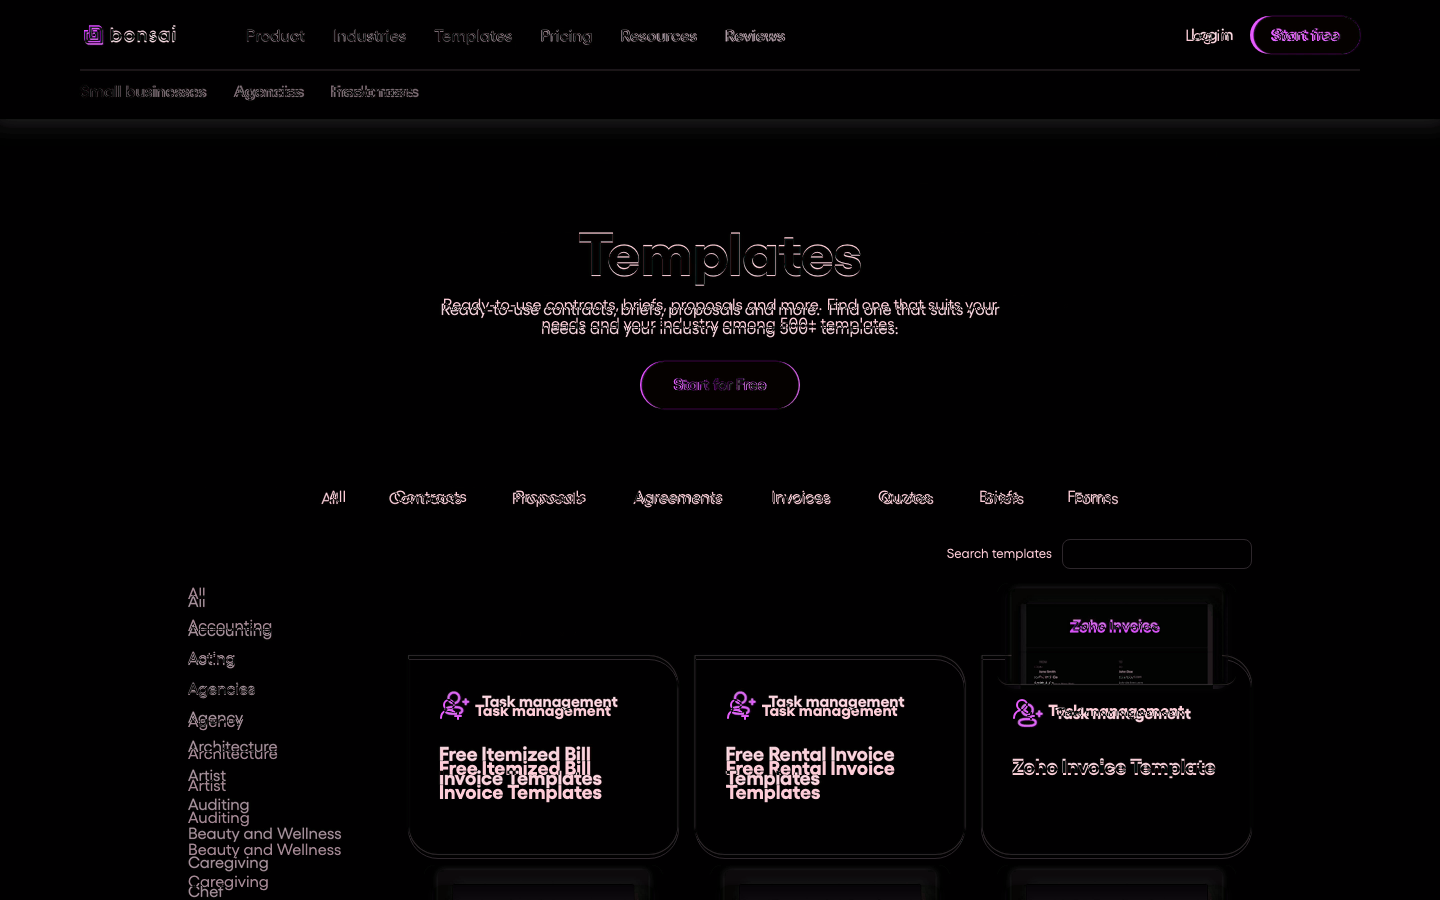 bonsai
Product Industries Templates Pricing Resources Reviews
Login Start free
Small businesses Agencies Freelancers
Templates
Ready-to-use contracts, briefs, proposals and more. Find one that suits your
needs and your industry among 500+ templates.
Start for Free
All Contracts Proposals Agreements Invoices Quotes Briefs Forms
Search templates
All
Accounting
Acting
Agencies
Agency
Architecture
Artist
Auditing
Beauty and Wellness
Caregiving
Chef
Task management
Free Itemized Bill
Invoice Templates
Task management
Free Rental Invoice
Templates
Zoho Invoice
Task management
Zoho Invoice Template